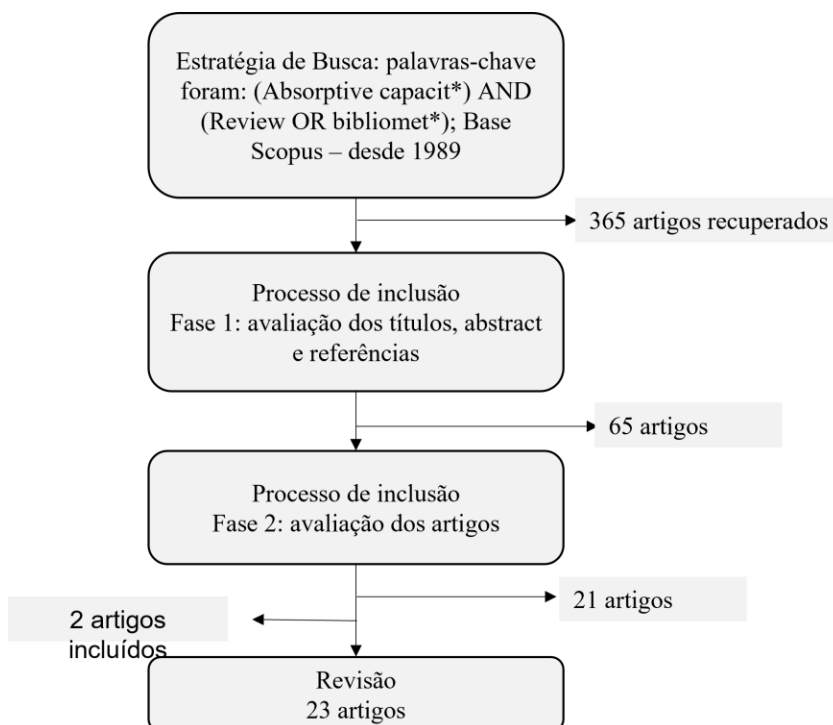 Estratégia de Busca: palavras-chave
foram: (Absorptive capacit*) AND
(Review OR bibliomet*); Base
Scopus – desde 1989
365 artigos recuperados
Processo de inclusão
Fase 1: avaliação dos títulos, abstract
e referências
65 artigos
Processo de inclusão
Fase 2: avaliação dos artigos
21 artigos
2 artigos
incluídos
Revisão
23 artigos